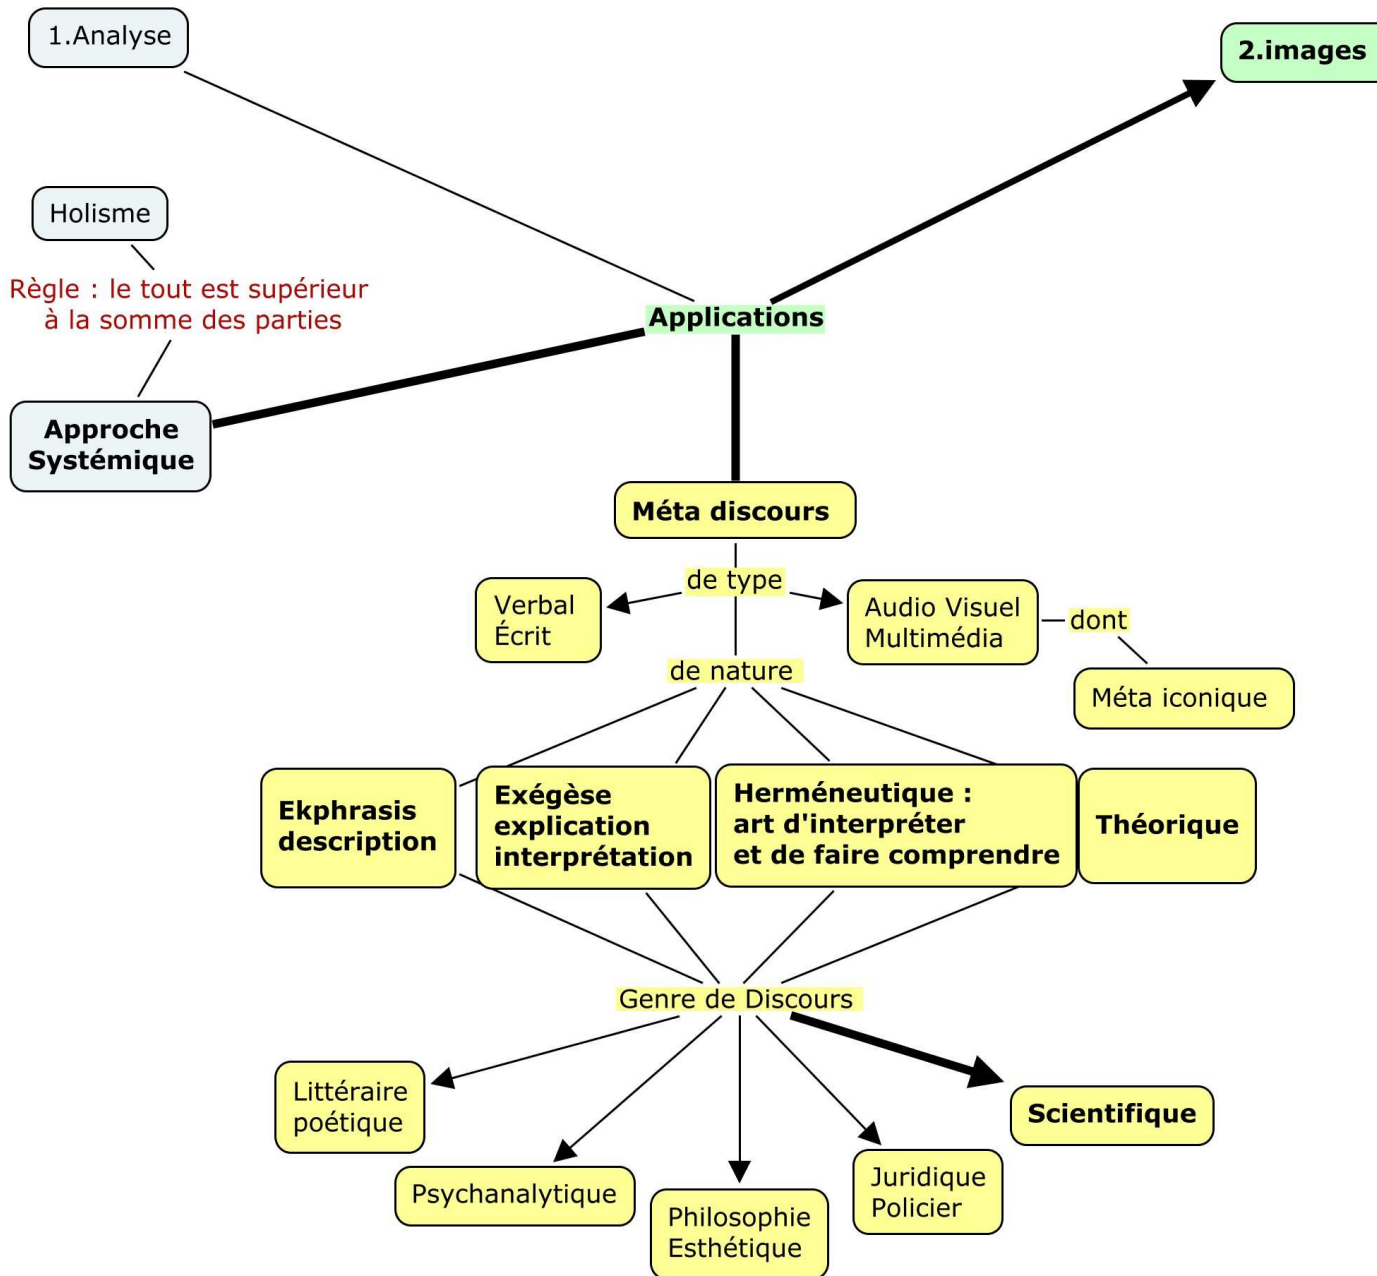 1.Analyse
2.images
Holisme
Règle : le tout est supérieur
à la somme des parties
Applications
Approche
Systémique
Méta discours
de type
Verbal
Écrit
Audio Visuel
Multimédia
dont
de nature
Méta iconique
Ekphrasis
description
Exégèse
explication
interprétation
Herméneutique :
art d'interpréter
et de faire comprendre
Théorique
Genre de Discours
Littéraire
poétique
Psychanalytique
Philosophie
Esthétique
Juridique
Policier
Scientifique